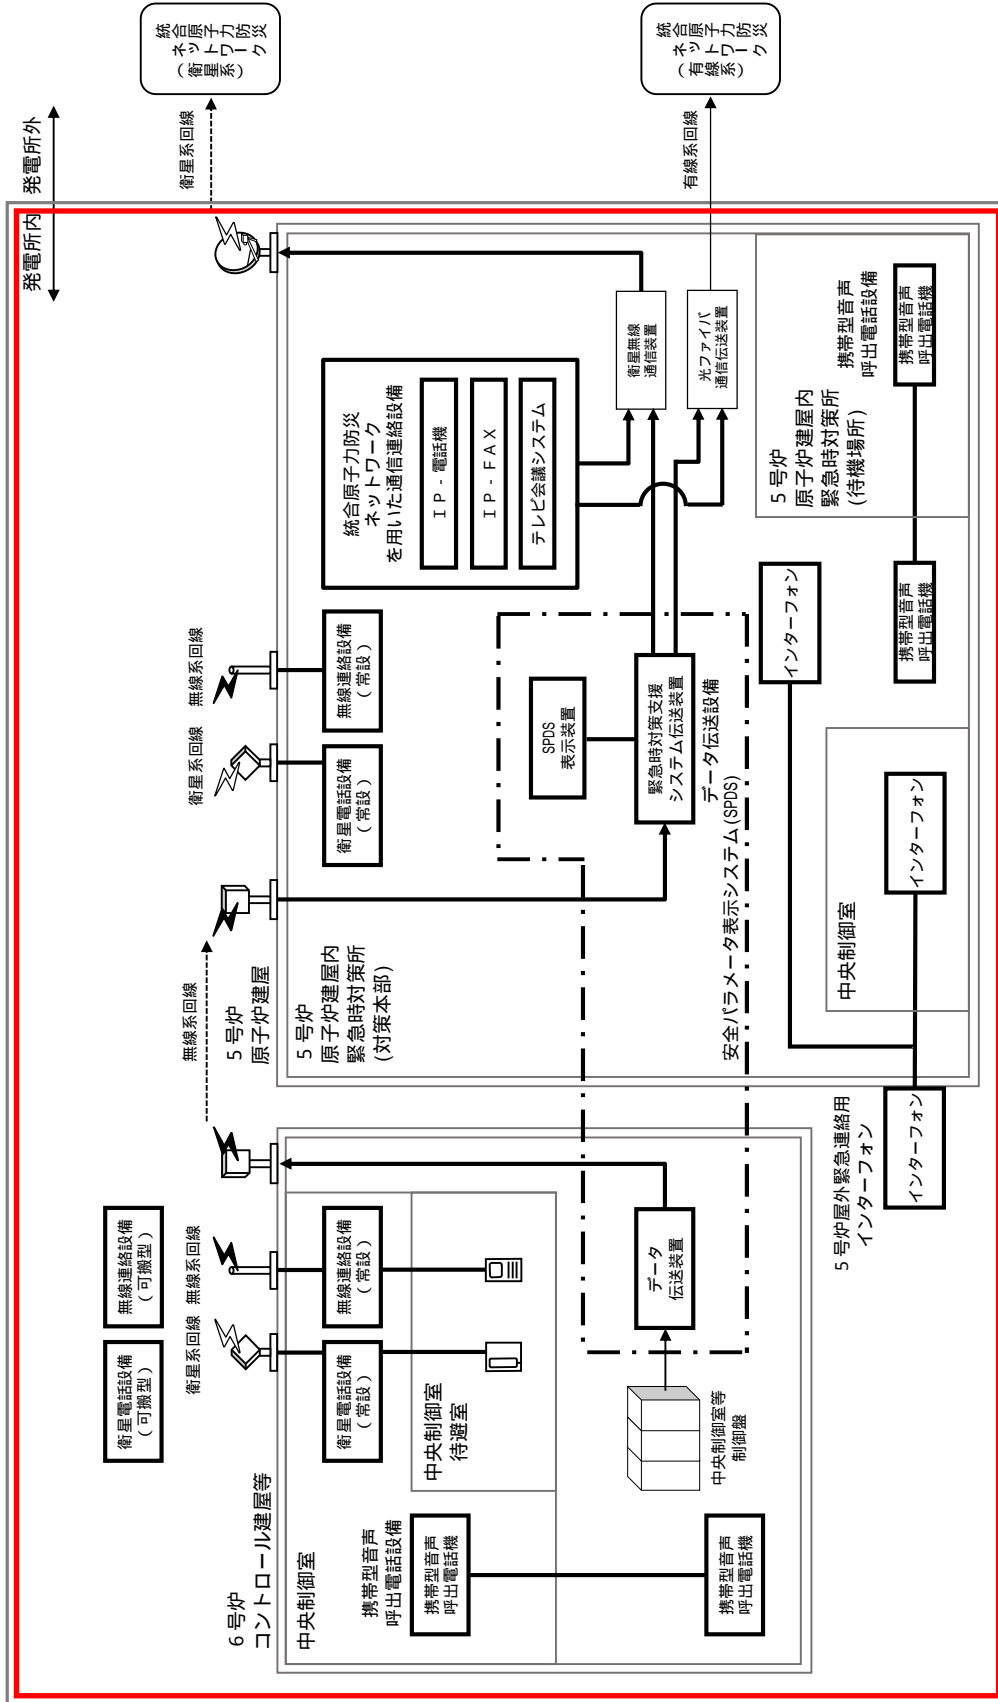 発電所内
発電所外
統合原子力防災
ネットワーク
(衛星系)
統合原子力防災
ネットワーク
(有線系)
衛星系回線
有線系回線
6号炉
コントロール建屋等
中央制御室
中央制御室
待避室
衛星電話設備
(可搬型)
無線連絡設備
(可搬型)
衛星系回線
無線系回線
衛星電話設備
(常設)
無線連絡設備
(常設)
携帯型音声
呼出電話設備
携帯型音声
呼出電話機
携帯型音声
呼出電話機
中央制御室等
制御盤
データ
伝送装置
無線系回線
5号炉
原子炉建屋
5号炉
原子炉建屋内
緊急時対策所
(対策本部)
衛星系回線
無線系回線
衛星電話設備
(常設)
無線連絡設備
(常設)
統合原子力防災
ネットワーク
を用いた通信連絡設備
IP-電話機
IP-FAX
テレビ会議システム
衛星無線
通信装置
光ファイバ
通信伝送装置
SPDS
表示装置
緊急時対策支援
システム伝送装置
データ伝送設備
安全パラメータ表示システム(SPDS)
5号炉屋外緊急連絡用
インターフォン
インターフォン
中央制御室
インターフォン
インターフォン
5号炉
原子炉建屋内
緊急時対策所
(待機場所)
携帯型音声
呼出電話設備
携帯型音声
呼出電話機
携帯型音声
呼出電話機